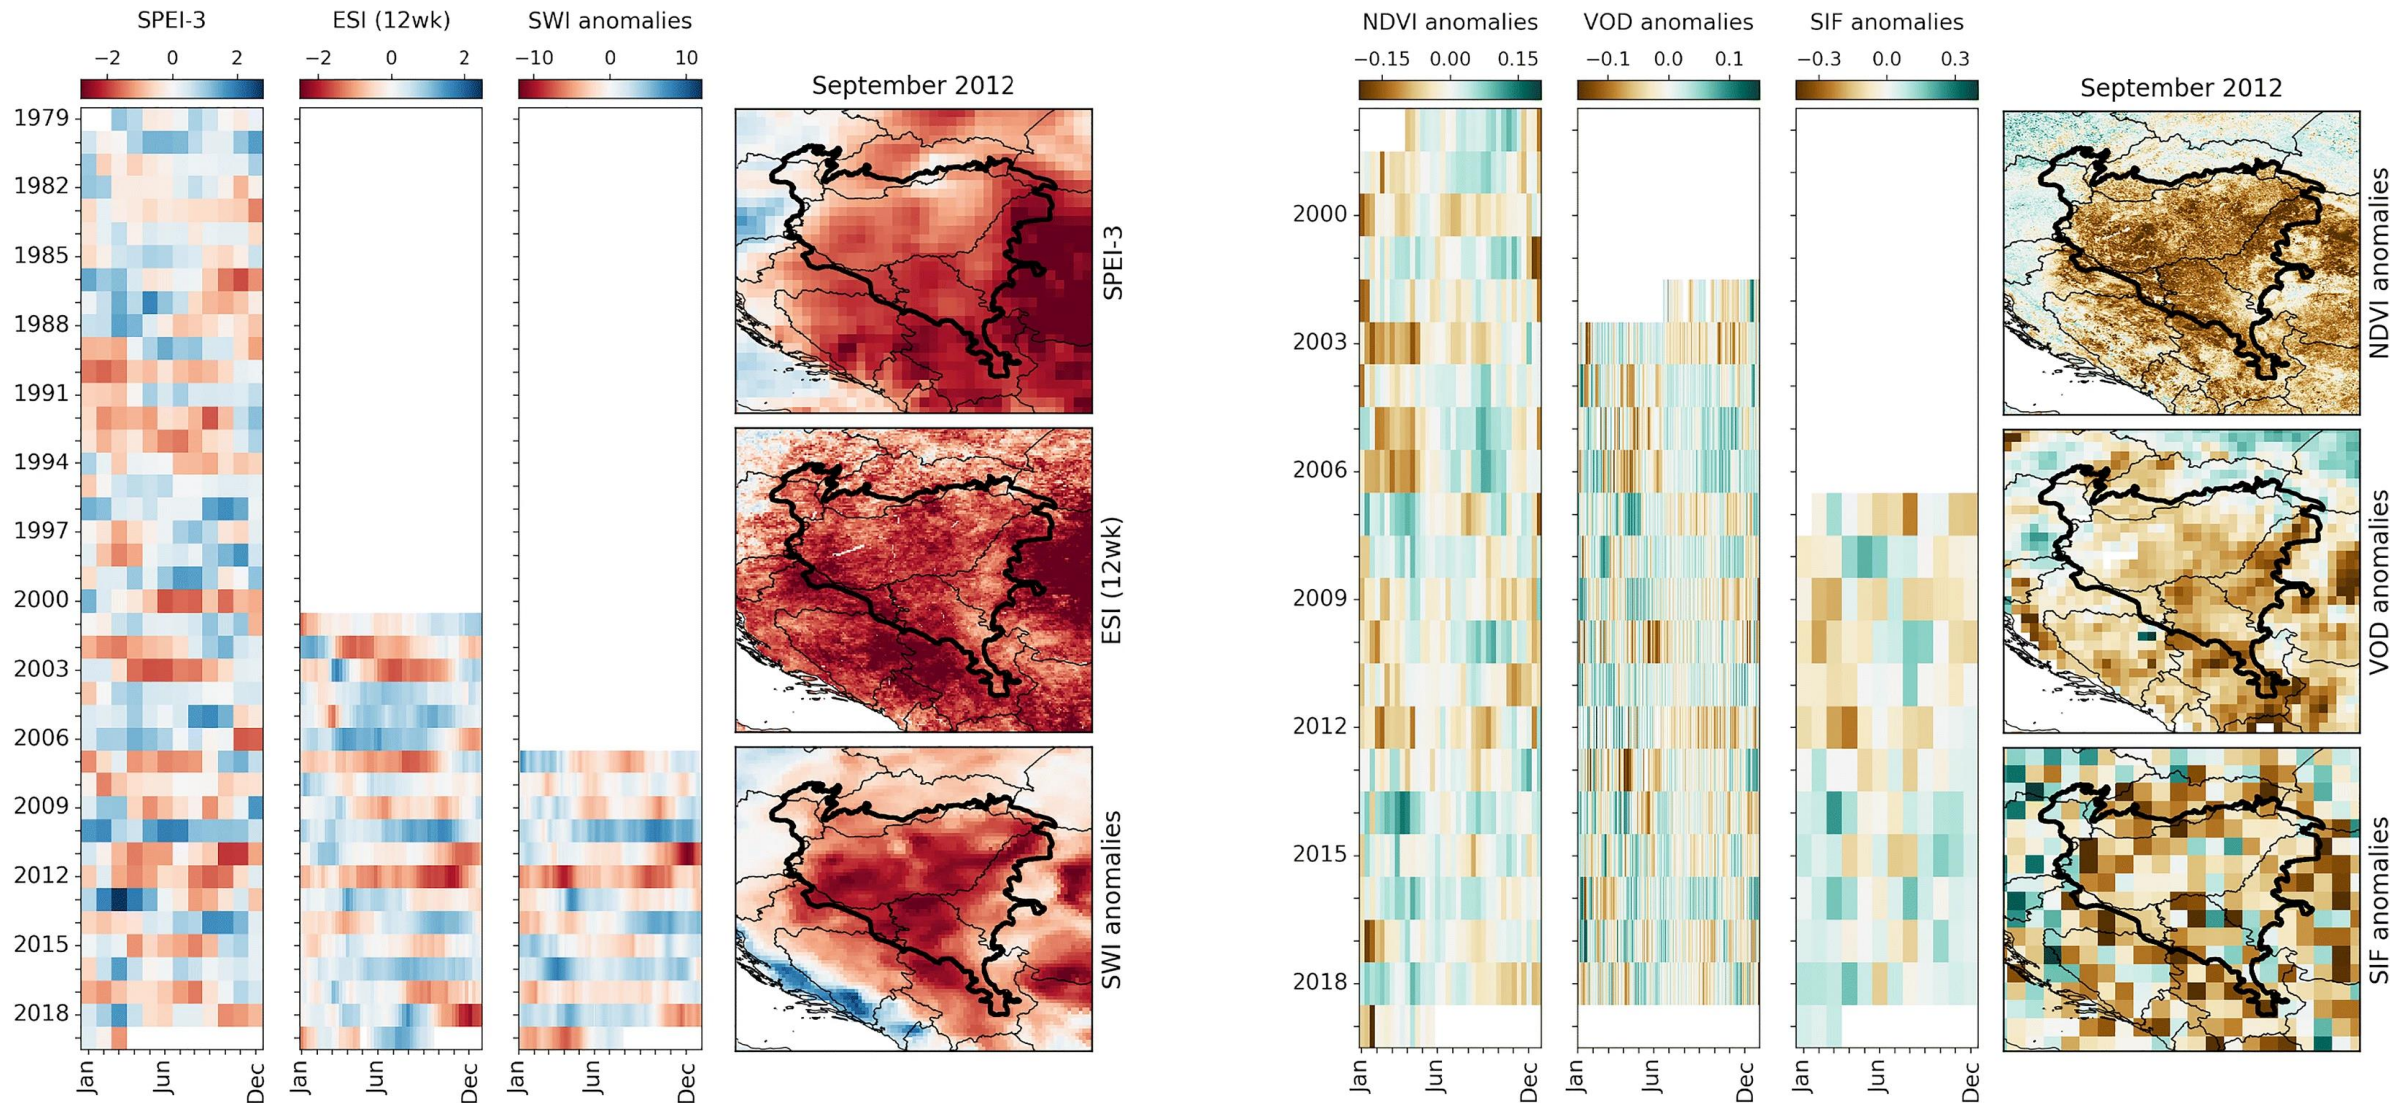 SPEI-3
ESI (12wk)
SWI anomalies
−2 0 2
−2 0 2
−10 0 10
September 2012
1979
1982
1985
1988
1991
1994
1997
2000
2003
2006
2009
2012
2015
2018
Jan Jun Dec
Jan Jun Dec
Jan Jun Dec
SPEI-3
ESI (12wk)
SWI anomalies
NDVI anomalies
VOD anomalies
SIF anomalies
−0.15 0.00 0.15
−0.1 0.0 0.1
−0.3 0.0 0.3
September 2012
2000
2003
2006
2009
2012
2015
2018
Jan Jun Dec
Jan Jun Dec
Jan Jun Dec
NDVI anomalies
VOD anomalies
SIF anomalies